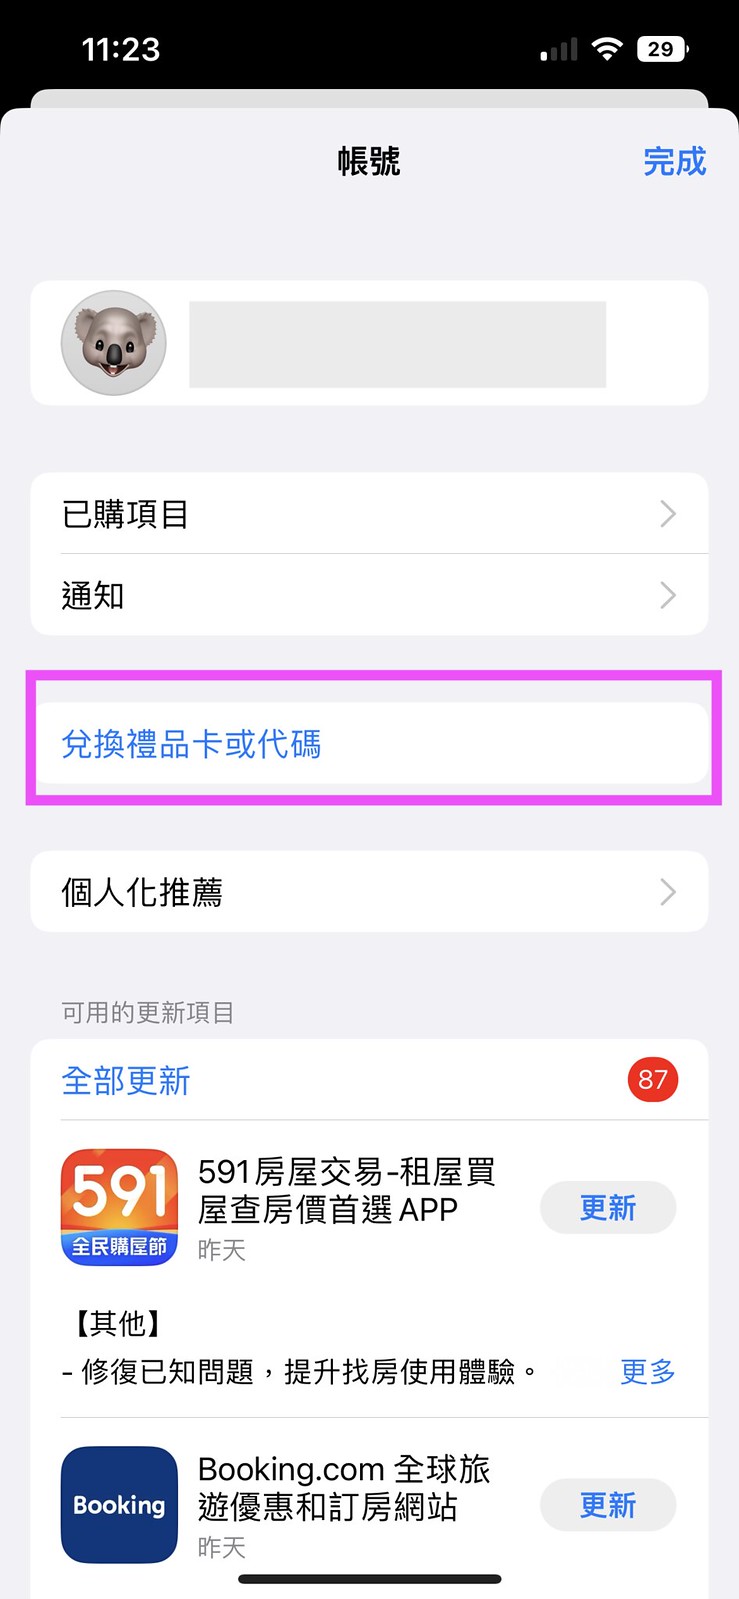 11:23
29
帳號
完成
已購項目
通知
兌換禮品卡或代碼
個人化推薦
可用的更新項目
全部更新
87
591
全民購屋節
591房屋交易-租屋買
屋查房價首選APP
昨天
更新
【其他】
- 修復已知問題，提升找房使用體驗。
更多
Booking
Booking.com 全球旅
遊優惠和訂房網站
昨天
更新